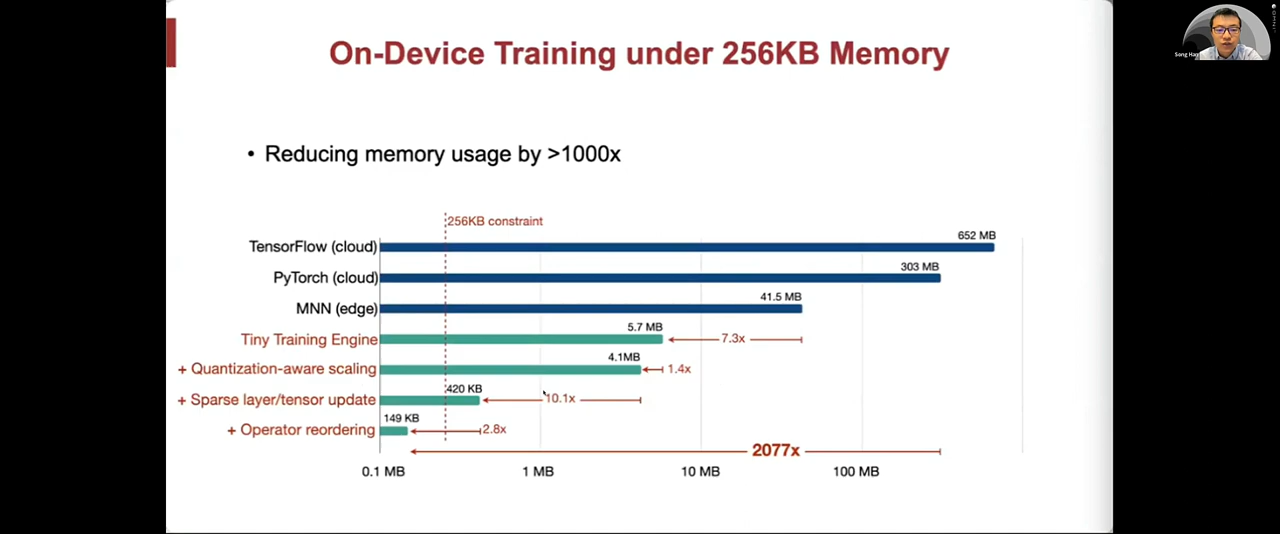 On-Device Training under 256KB Memory
Song Han
• Reducing memory usage by >1000x
256KB constraint
TensorFlow (cloud) 652 MB
PyTorch (cloud) 303 MB
MNN (edge) 41.5 MB
Tiny Training Engine 5.7 MB 7.3x
+ Quantization-aware scaling 4.1MB 1.4x
+ Sparse layer/tensor update 420 KB 10.1x
+ Operator reordering 149 KB 2.8x
2077x
0.1 MB 1 MB 10 MB 100 MB